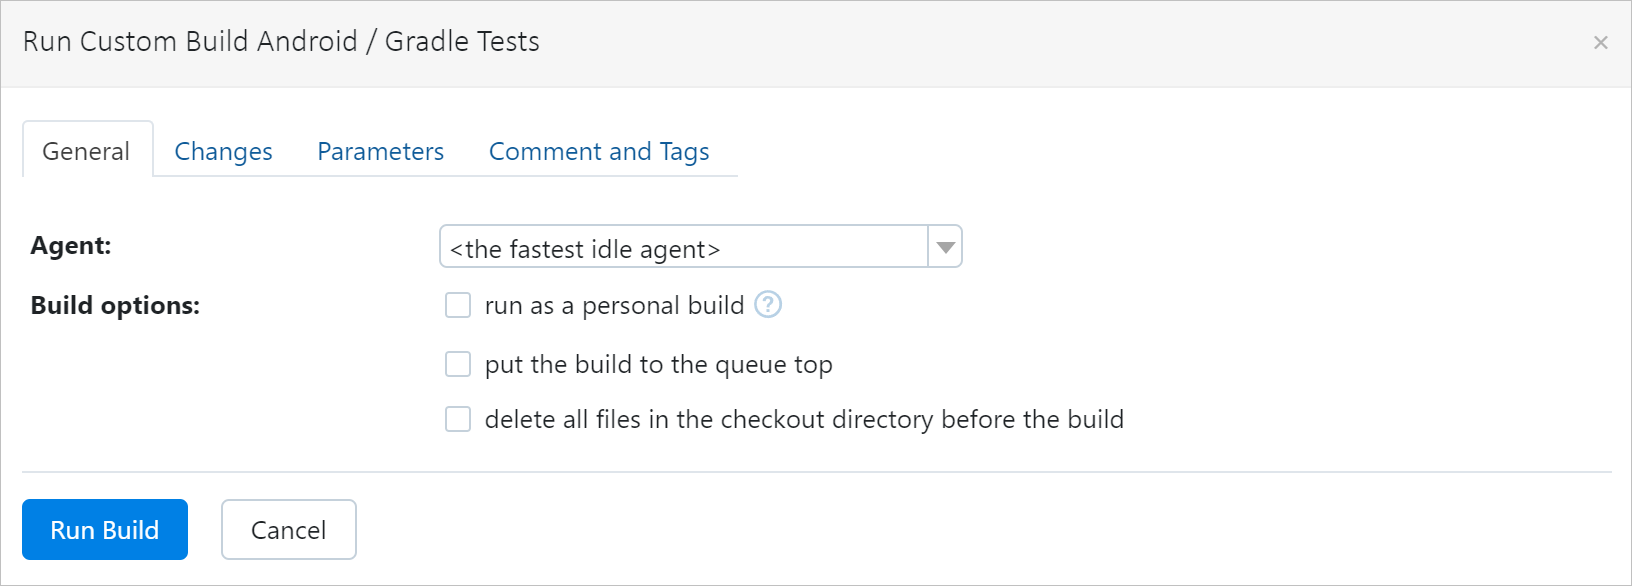 Run Custom Build Android / Gradle Tests ×
General Changes Parameters Comment and Tags
Agent: <the fastest idle agent>
Build options: run as a personal build ?
put the build to the queue top
delete all files in the checkout directory before the build
Run Build Cancel